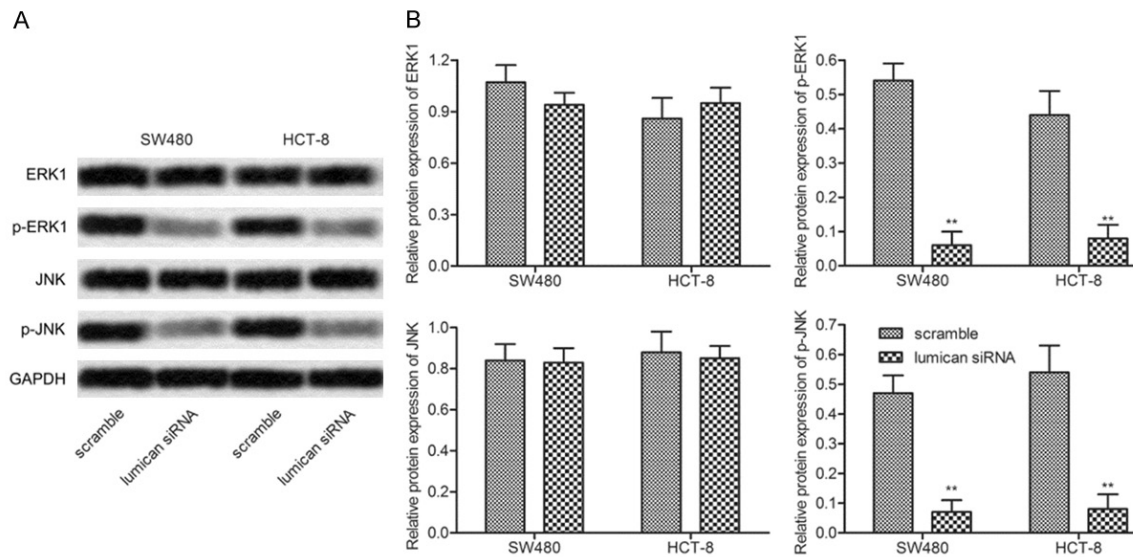 A
SW480 HCT-8
ERK1
p-ERK1
JNK
p-JNK
GAPDH
scramble
lumican siRNA
scramble
lumican siRNA
B
Relative protein expression of ERK1
1.2
0.9
0.6
0.3
0.0
SW480 HCT-8
Relative protein expression of p-ERK1
0.6
0.5
0.4
0.3
0.2
0.1
0.0
**
**
SW480 HCT-8
Relative protein expression of JNK
1.0
0.8
0.6
0.4
0.2
0.0
SW480 HCT-8
Relative protein expression of p-JNK
0.7
0.6
0.5
0.4
0.3
0.2
0.1
0.0
scramble
lumican siRNA
**
**
SW480 HCT-8